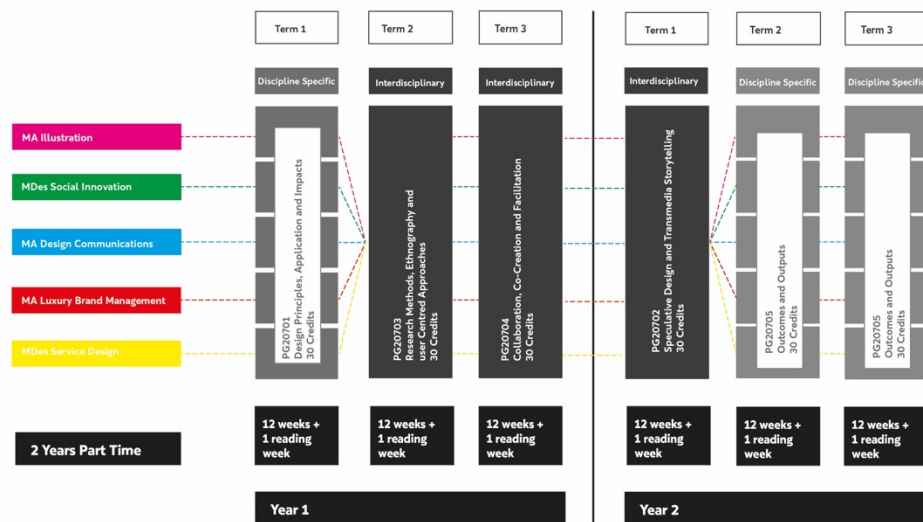 Term 1
Term 2
Term 3
Term 1
Term 2
Term 3
Discipline Specific
Interdisciplinary
Interdisciplinary
Interdisciplinary
Discipline Specific
Discipline Specific
MA Illustration
MDes Social Innovation
MA Design Communications
MA Luxury Brand Management
MDes Service Design
PG20701
Design Principles, Application and Impacts
30 Credits
PG20703
Research Methods, Ethnography and
user Centred Approaches
30 Credits
PG20704
Collaboration, Co-Creation and Facilitation
30 Credits
PG20702
Speculative Design and Transmedia Storytelling
30 Credits
PG20705
Outcomes and Outputs
30 Credits
PG20705
Outcomes and Outputs
30 Credits
2 Years Part Time
12 weeks +
1 reading
week
12 weeks +
1 reading
week
12 weeks +
1 reading
week
12 weeks +
1 reading
week
12 weeks +
1 reading
week
12 weeks +
1 reading
week
Year 1
Year 2